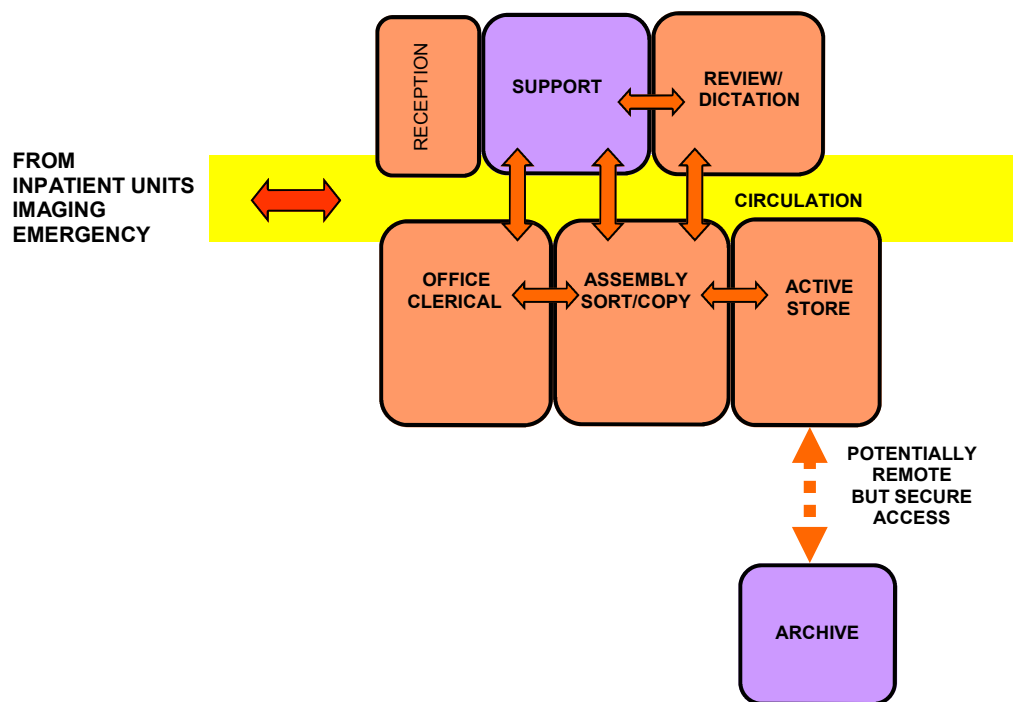 RECEPTION
SUPPORT
REVIEW/
DICTATION
FROM
INPATIENT UNITS
IMAGING
EMERGENCY
CIRCULATION
OFFICE
CLERICAL
ASSEMBLY
SORT/COPY
ACTIVE
STORE
POTENTIALLY
REMOTE
BUT SECURE
ACCESS
ARCHIVE